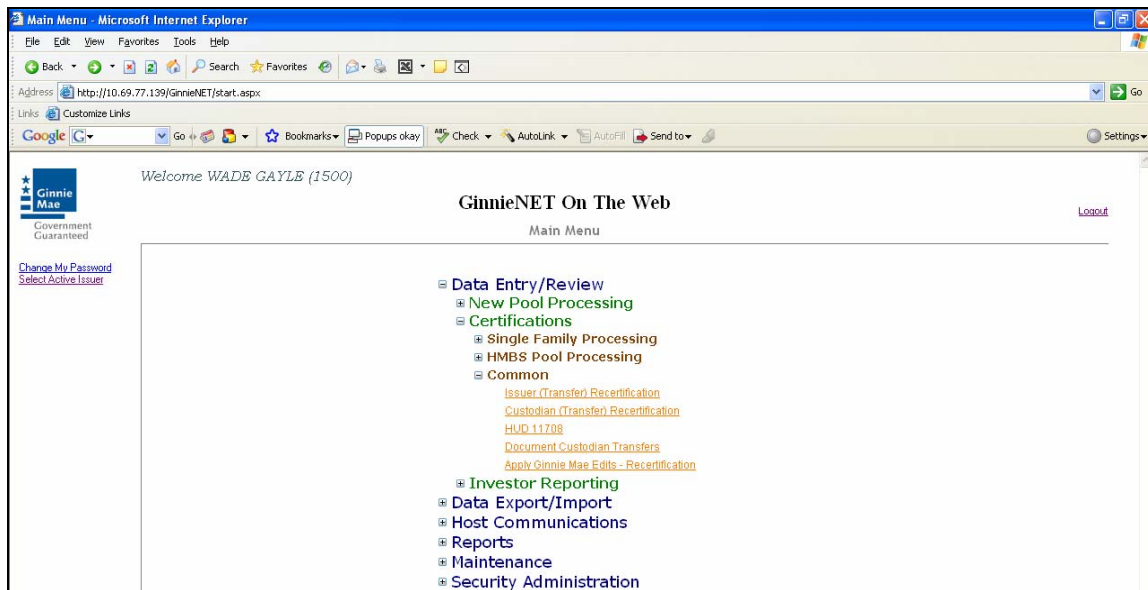 Main Menu - Microsoft Internet Explorer
File Edit View Favorites Tools Help
Back Search Favorites
Address http://10.69.77.139/GinnieNET/start.aspx Go
Links Customize Links
Google G Go Bookmarks Popups okay ABC Check AutoLink AutoFill Send to Settings
Ginnie Mae
Government Guaranteed
Welcome WADE GAYLE (1500)
GinnieNET On The Web
Logout
Main Menu
Change My Password
Select Active Issuer
Data Entry/Review
New Pool Processing
Certifications
Single Family Processing
HMBS Pool Processing
Common
Issuer (Transfer) Recertification
Custodian (Transfer) Recertification
HUD 11708
Document Custodian Transfers
Apply Ginnie Mae Edits - Recertification
Investor Reporting
Data Export/Import
Host Communications
Reports
Maintenance
Security Administration